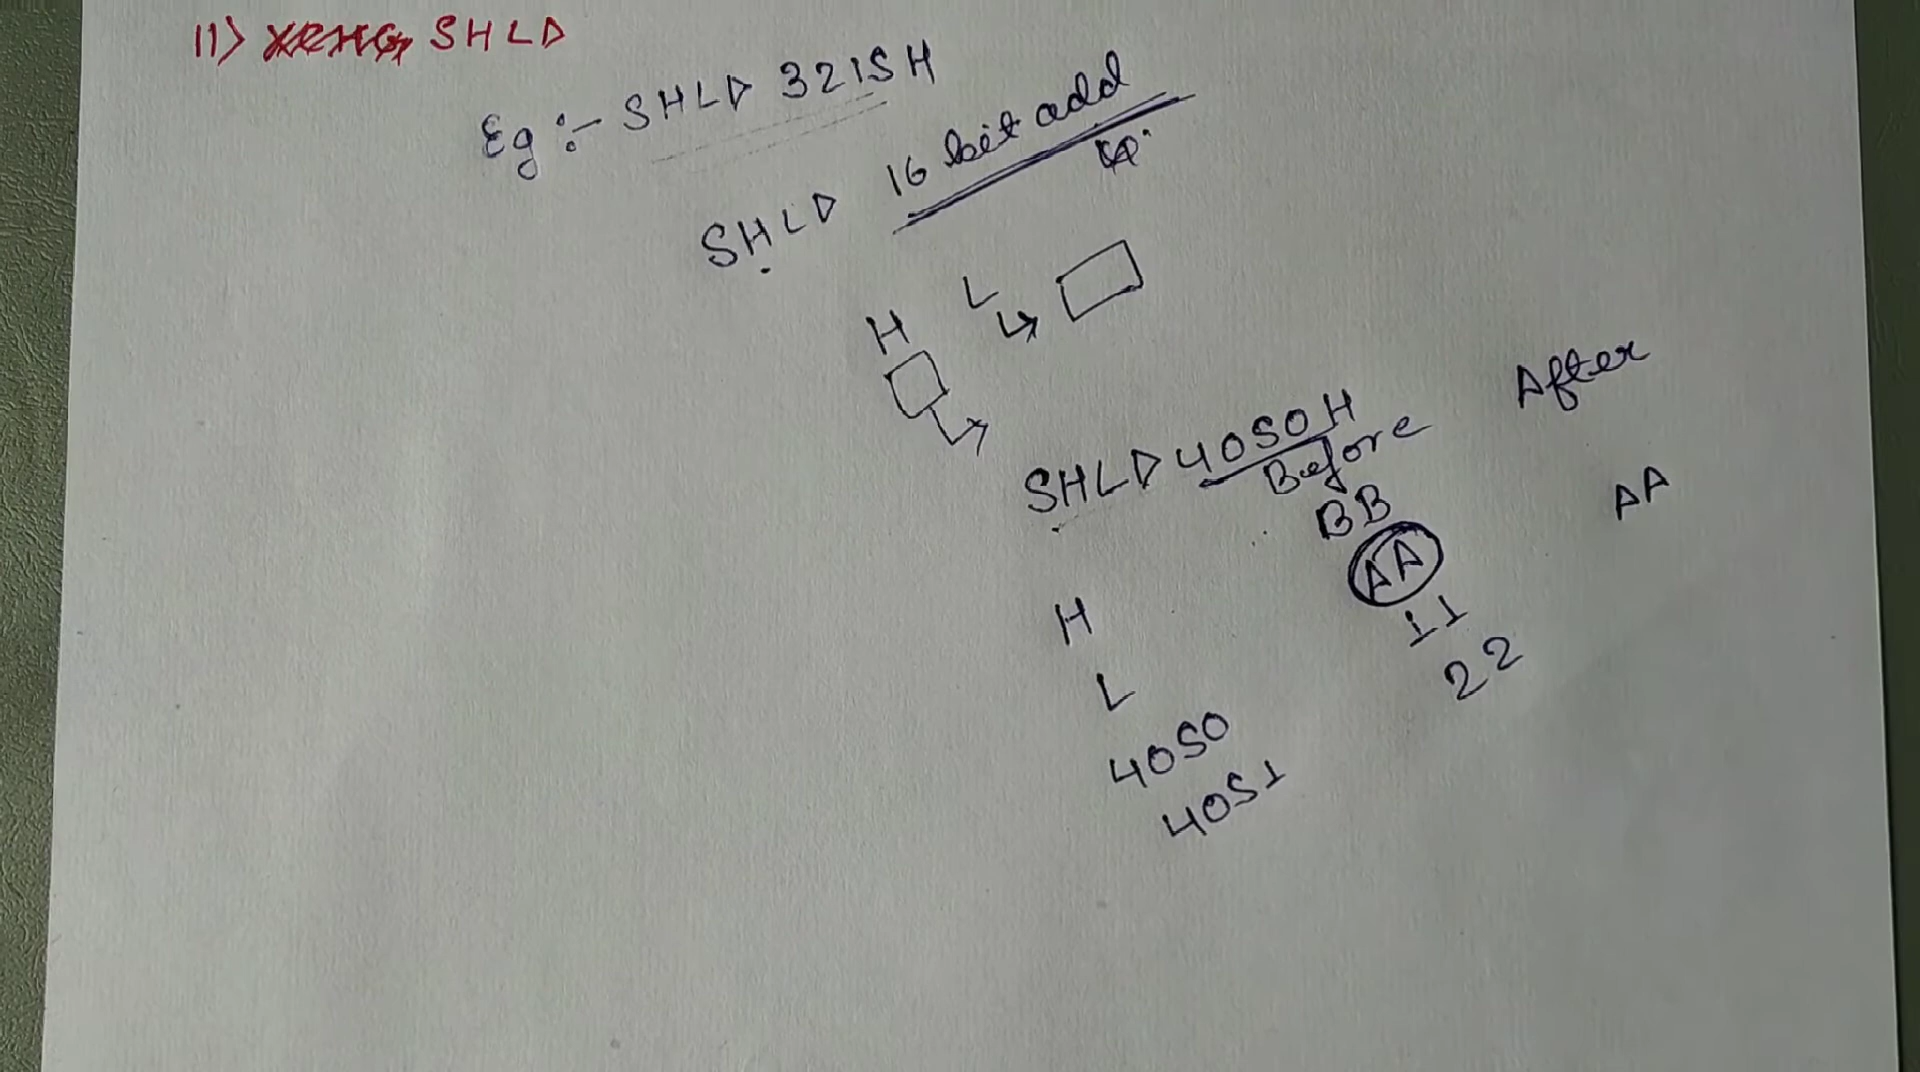 11) SHLD
Eg :- SHLD 3215H
SHLD 16 bit add
H L
SHLD 4050H
Before After
H BB AA
L AA
4050 11
4051 22